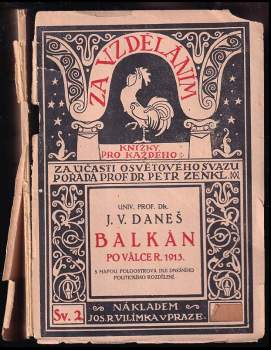 ZA VZDĚLÁNÍM
KNÍŽKY
PRO KAŽDÉHO
ZA ÚČASTI OSVĚTOVÉHO SVAZU
POŘÁDÁ PROF. DR. PETR ZENKL.
UNIV. PROF. DR.
J. V. DANEŠ
BALKÁN
PO VÁLCE R. 1913.
S MAPOU POLOOSTROVA DLE DNEŠNÍHO
POLITICKÉHO ROZDĚLENÍ.
Sv. 2.
NÁKLADEM
JOS. R. VILÍMKA V PRAZE